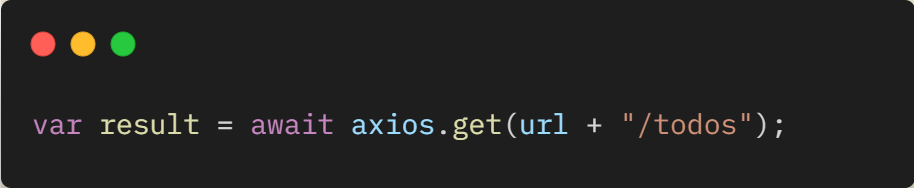 var result = await axios.get(url + "/todos");